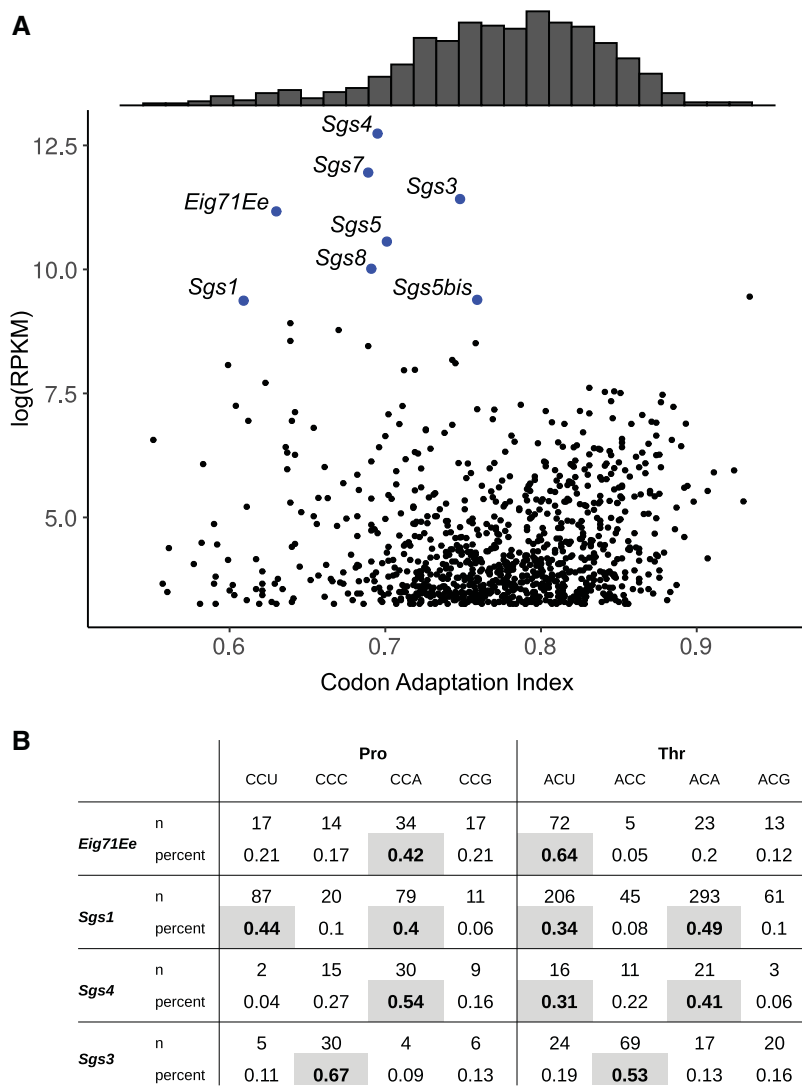 A
Sgs4
Sgs7
Sgs3
Eig71Ee
Sgs5
Sgs8
Sgs1
Sgs5bis
12.5
10.0
7.5
5.0
log(RPKM)
0.6 0.7 0.8 0.9
Codon Adaptation Index
B
Pro Thr
CCU CCC CCA CCG ACU ACC ACA ACG
Eig71Ee
n 17 14 34 17 72 5 23 13
percent 0.21 0.17 0.42 0.21 0.64 0.05 0.2 0.12
Sgs1
n 87 20 79 11 206 45 293 61
percent 0.44 0.1 0.4 0.06 0.34 0.08 0.49 0.1
Sgs4
n 2 15 30 9 16 11 21 3
percent 0.04 0.27 0.54 0.16 0.31 0.22 0.41 0.06
Sgs3
n 5 30 4 6 24 69 17 20
percent 0.11 0.67 0.09 0.13 0.19 0.53 0.13 0.16